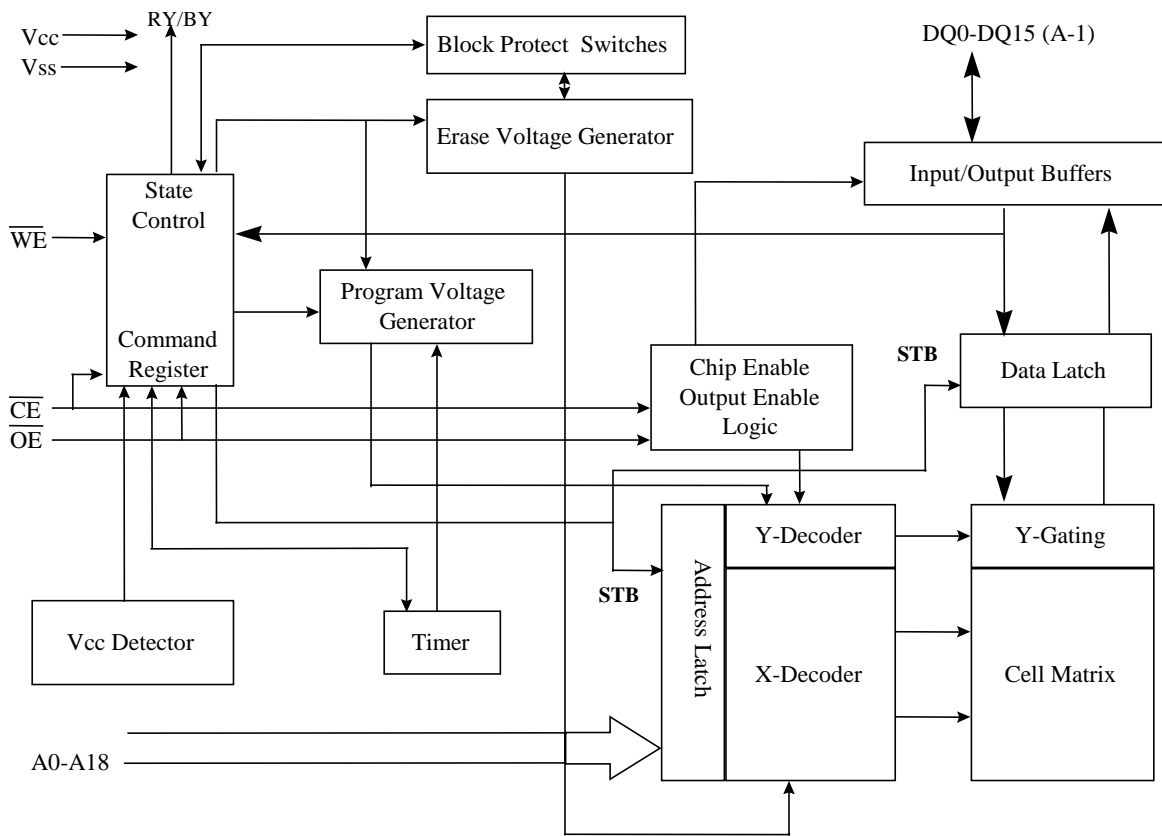 Vcc
Vss
RY/BY
Block Protect Switches
DQ0-DQ15 (A-1)
Erase Voltage Generator
Input/Output Buffers
State
Control
WE
Program Voltage
Generator
Command
Register
STB
Chip Enable
Output Enable
Logic
Data Latch
CE
OE
Y-Decoder
Y-Gating
STB
Address Latch
Vcc Detector
Timer
X-Decoder
Cell Matrix
A0-A18